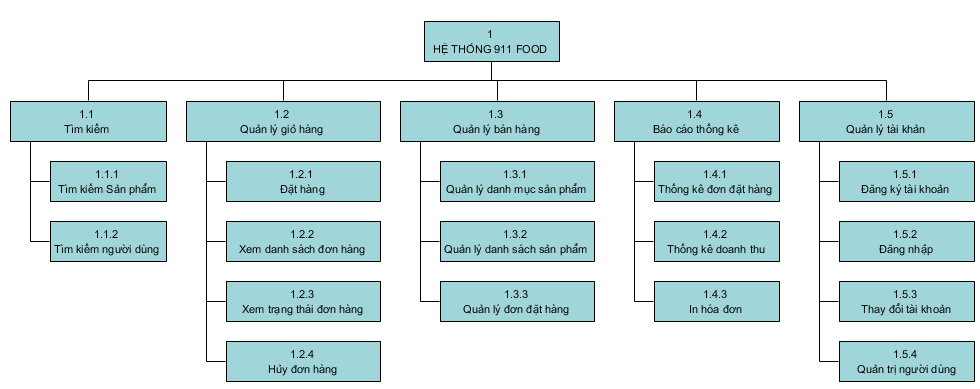 1
HỆ THỐNG 911 FOOD
1.1
Tìm kiếm
1.1.1
Tìm kiếm Sản phẩm
1.1.2
Tìm kiếm người dùng
1.2
Quản lý giỏ hàng
1.2.1
Đặt hàng
1.2.2
Xem danh sách đơn hàng
1.2.3
Xem trạng thái đơn hàng
1.2.4
Hủy đơn hàng
1.3
Quản lý bán hàng
1.3.1
Quản lý danh mục sản phẩm
1.3.2
Quản lý danh sách sản phẩm
1.3.3
Quản lý đơn đặt hàng
1.4
Báo cáo thống kê
1.4.1
Thống kê đơn đặt hàng
1.4.2
Thống kê doanh thu
1.4.3
In hóa đơn
1.5
Quản lý tài khản
1.5.1
Đăng ký tài khoản
1.5.2
Đăng nhập
1.5.3
Thay đổi tài khoản
1.5.4
Quản trị người dùng